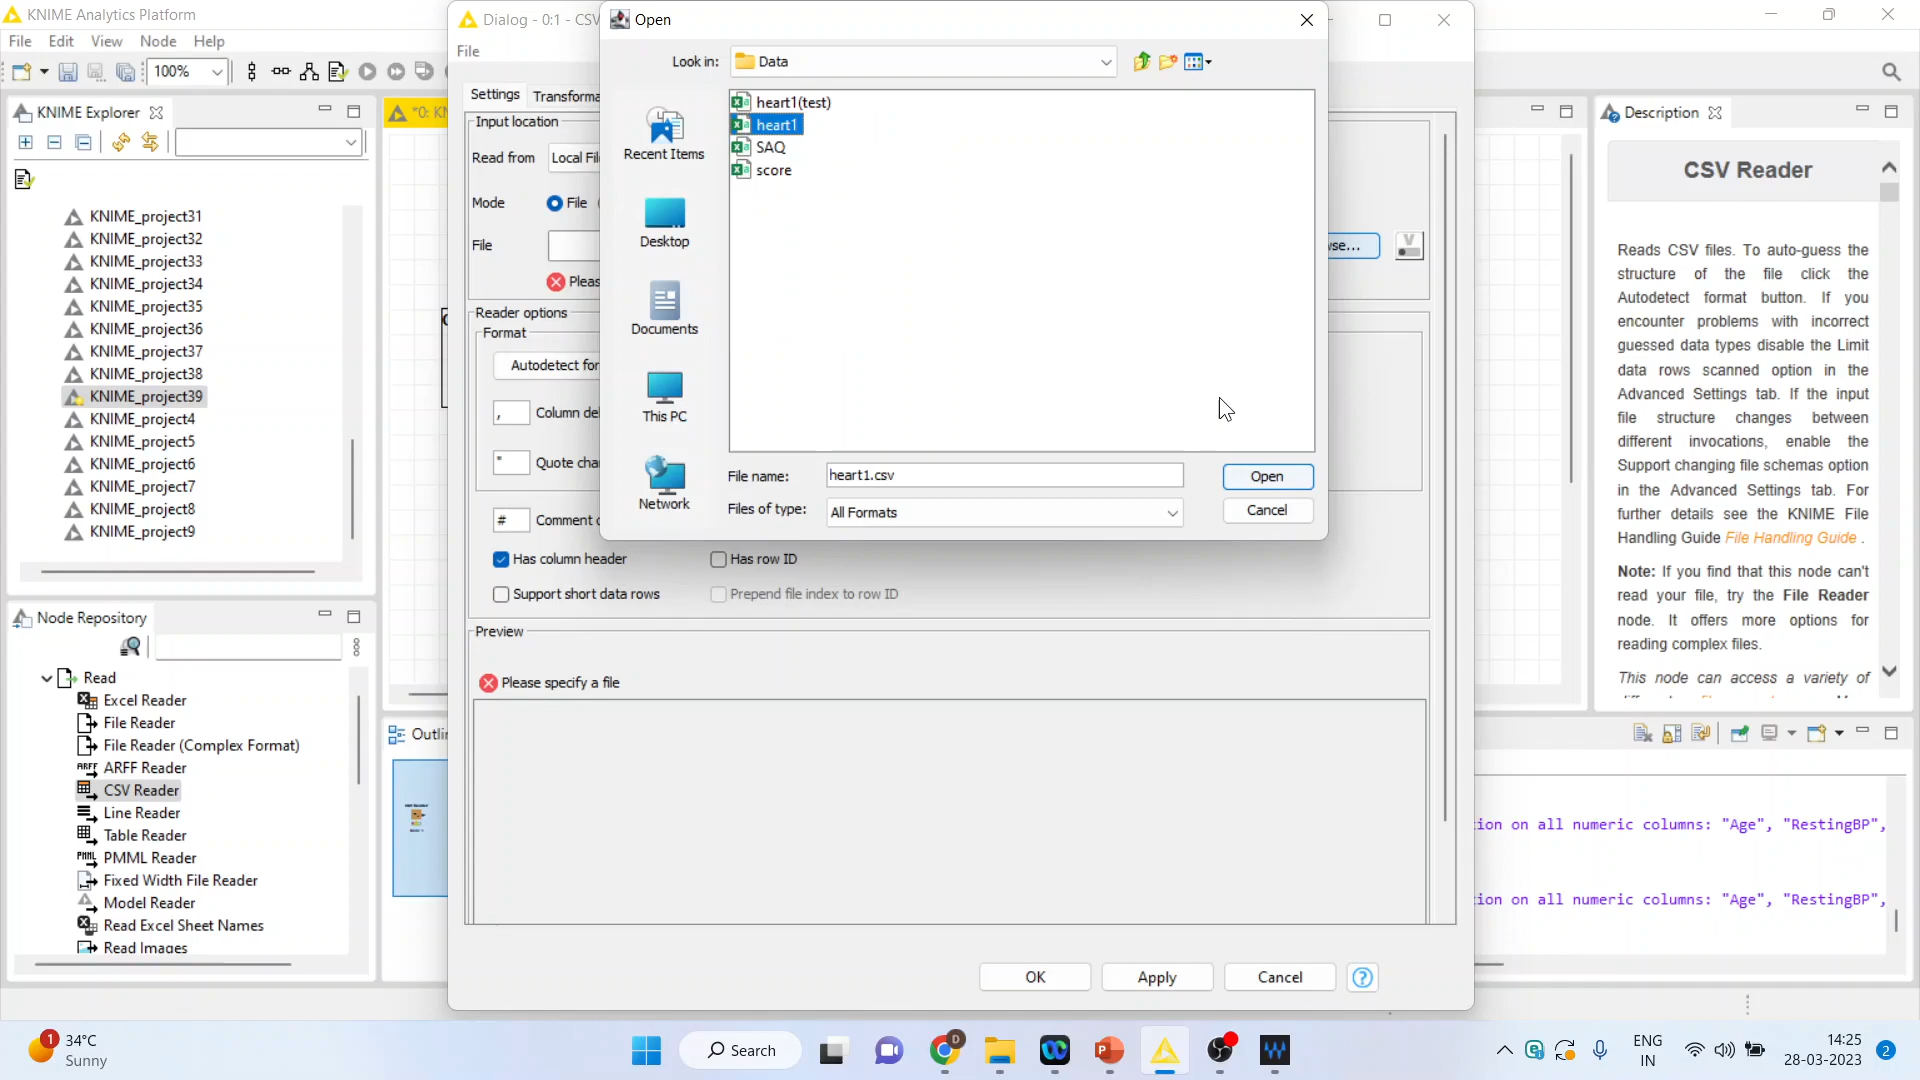 KNIME Analytics Platform
File Edit View Node Help
100%
KNIME Explorer
KNIME_project31
KNIME_project32
KNIME_project33
KNIME_project34
KNIME_project35
KNIME_project36
KNIME_project37
KNIME_project38
KNIME_project39
KNIME_project4
KNIME_project5
KNIME_project6
KNIME_project7
KNIME_project8
KNIME_project9
Node Repository
Read
Excel Reader
File Reader
File Reader (Complex Format)
ARFF Reader
CSV Reader
Line Reader
Table Reader
PMML Reader
Fixed Width File Reader
Model Reader
Read Excel Sheet Names
Read Images
Dialog - 0:1 - CSV
File
Settings Transforma
Input location
Read from Local Fil
Mode File
File
Pleas
Reader options
Format
Autodetect for
, Column del
" Quote cha
# Comment c
Has column header Has row ID
Support short data rows Prepend file index to row ID
Preview
Please specify a file
OK Apply Cancel ?
Open
Look in: Data
heart1(test)
heart1
SAQ
score
Recent Items
Desktop
Documents
This PC
Network
File name: heart1.csv Open
Files of type: All Formats Cancel
wse...
*0: KN
Outlin
Description
CSV Reader
Reads CSV files. To auto-guess the
structure of the file click the
Autodetect format button. If you
encounter problems with incorrect
guessed data types disable the Limit
data rows scanned option in the
Advanced Settings tab. If the input
file structure changes between
different invocations, enable the
Support changing file schemas option
in the Advanced Settings tab. For
further details see the KNIME File
Handling Guide File Handling Guide .
Note: If you find that this node can't
read your file, try the File Reader
node. It offers more options for
reading complex files.
This node can access a variety of
ion on all numeric columns: "Age", "RestingBP",
ion on all numeric columns: "Age", "RestingBP",
1
34°C
Sunny
Search
ENG
IN
14:25
28-03-2023
2